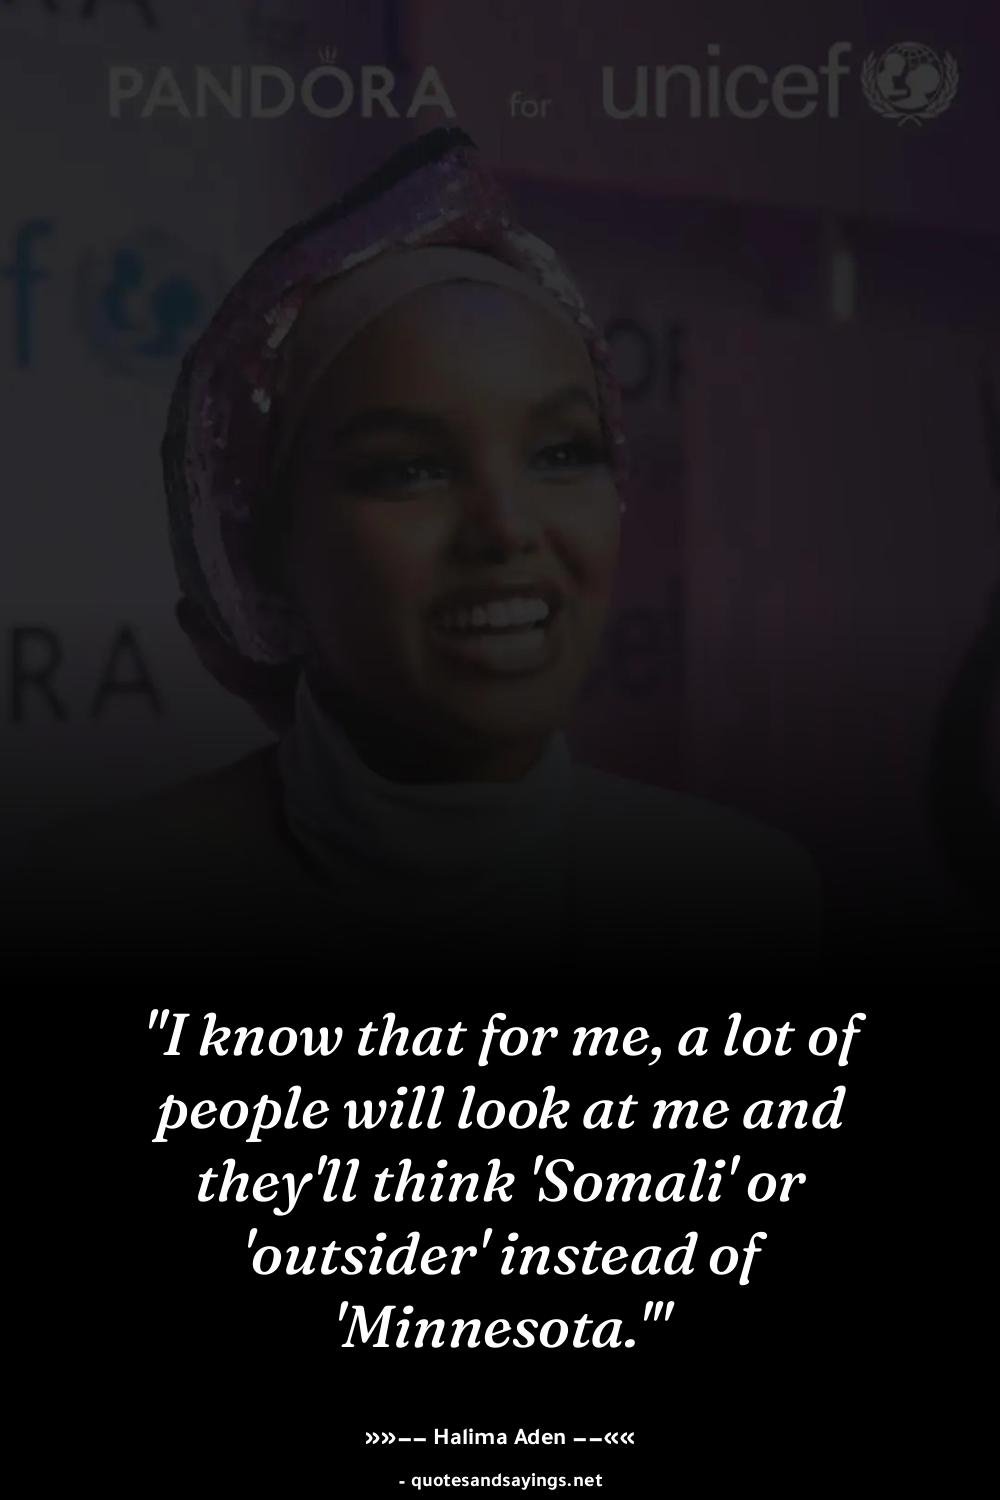 PANDORA for unicef
f
OF
RA
"I know that for me, a lot of
people will look at me and
they'll think 'Somali' or
'outsider' instead of
'Minnesota.'"
»»—— Halima Aden ——««
- quotesandsayings.net